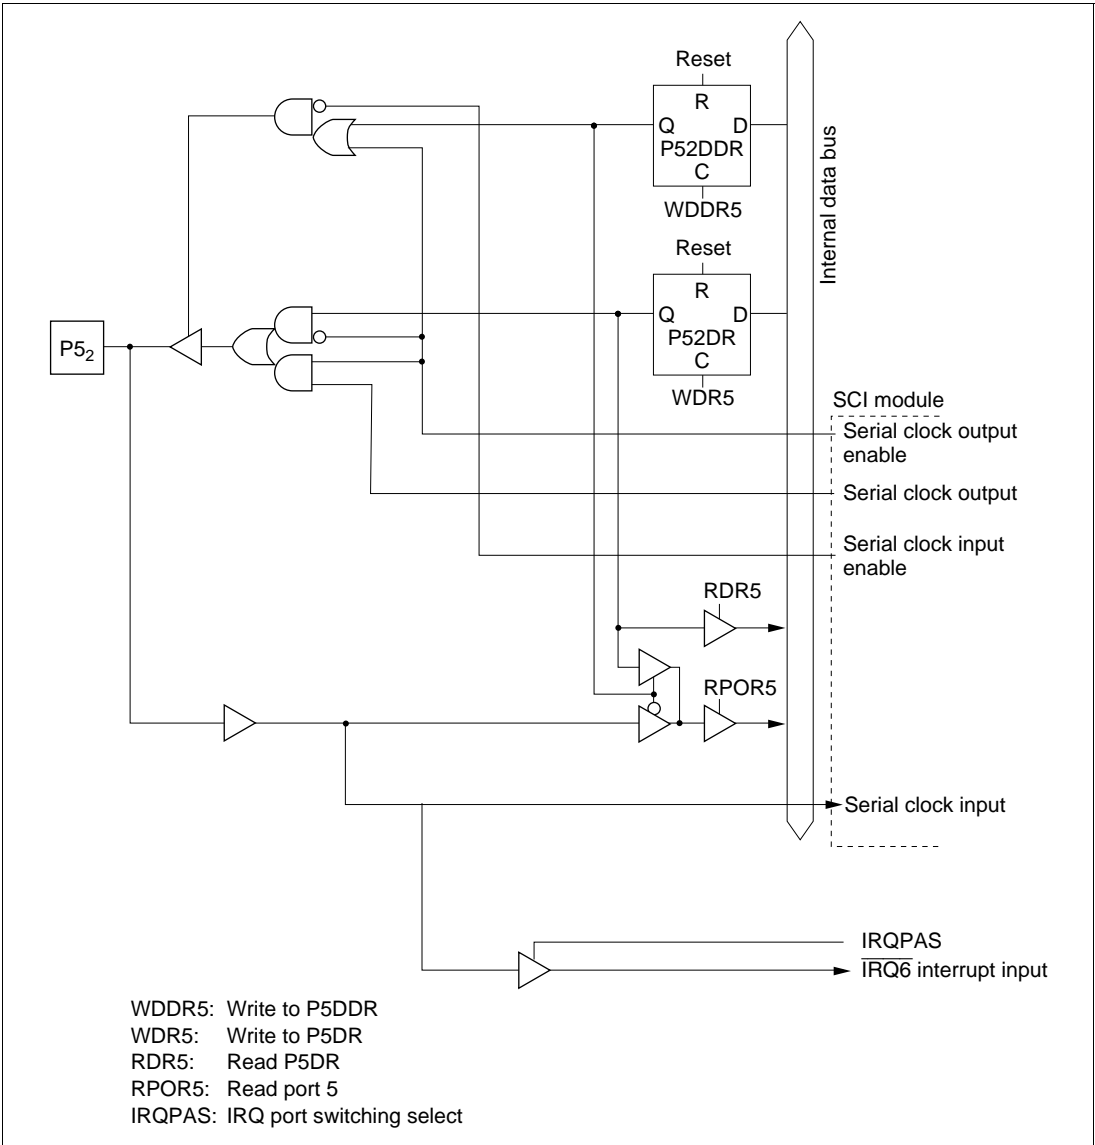 Reset
R
Q D
P52DDR
C
WDDR5
Internal data bus
Reset
R
Q D
P52DR
C
WDR5
P5₂
SCI module
Serial clock output
enable
Serial clock output
Serial clock input
enable
RDR5
RPOR5
Serial clock input
IRQPAS
I̅R̅Q̅6̅ interrupt input
WDDR5: Write to P5DDR
WDR5: Write to P5DR
RDR5: Read P5DR
RPOR5: Read port 5
IRQPAS: IRQ port switching select